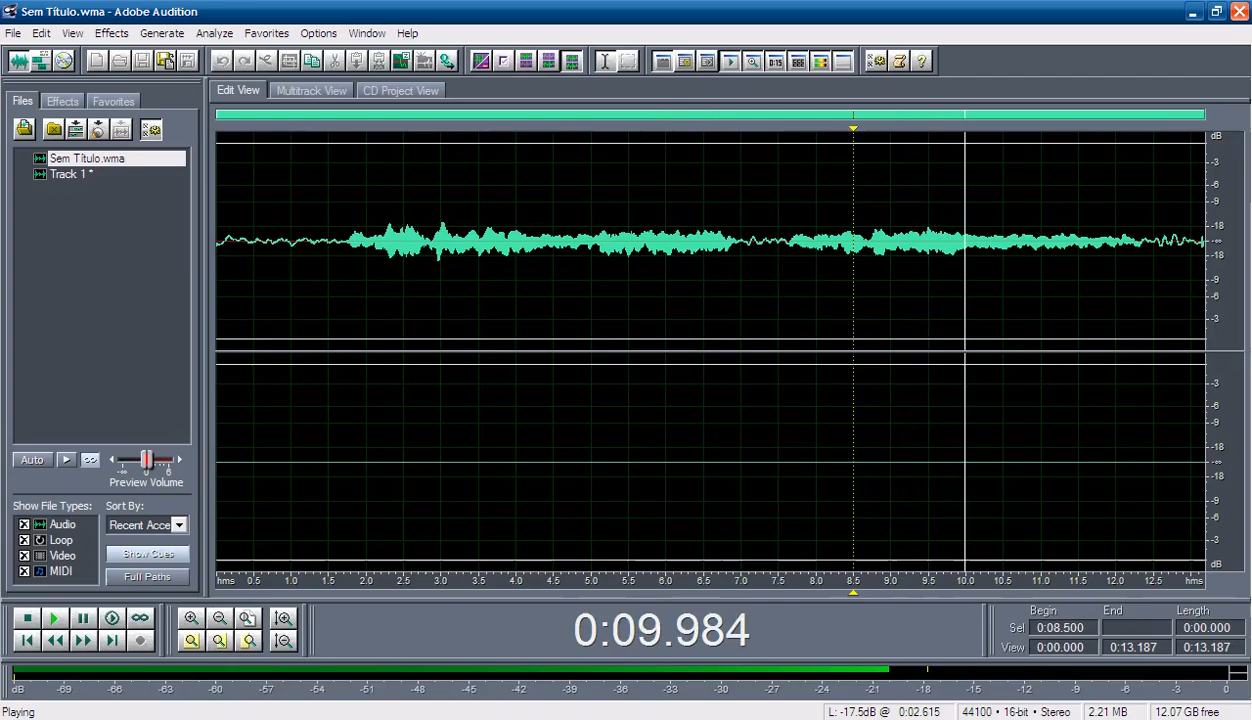 Sem Título.wma - Adobe Audition
File Edit View Effects Generate Analyze Favorites Options Window Help
Files Effects Favorites
Edit View Multitrack View CD Project View
Sem Título.wma
Track 1 *
dB
-3
-6
-9
-18
-∞
-18
-9
-6
-3
-3
-6
-9
-18
-∞
-18
-9
-6
-3
dB
hms 0.5 1.0 1.5 2.0 2.5 3.0 3.5 4.0 4.5 5.0 5.5 6.0 6.5 7.0 7.5 8.0 8.5 9.0 9.5 10.0 10.5 11.0 11.5 12.0 12.5 hms
Auto
-∞ 0 6
Preview Volume
Show File Types: Sort By:
Audio Recent Acce
Loop
Video Show Cues
MIDI Full Paths
0:09.984
Begin End Length
Sel 0:08.500 0:00.000
View 0:00.000 0:13.187 0:13.187
dB -69 -66 -63 -60 -57 -54 -51 -48 -45 -42 -39 -36 -33 -30 -27 -24 -21 -18 -15 -12 -9 -6 -3 0
Playing L: -17.5dB @ 0:02.615 44100 • 16-bit • Stereo 2.21 MB 12.07 GB free